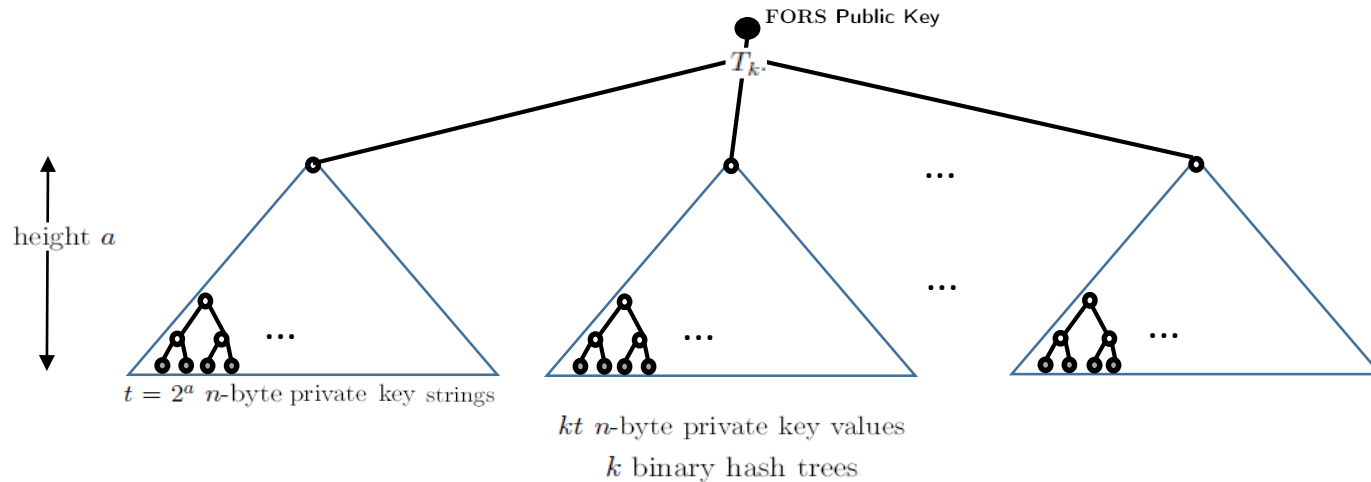 FORS Public Key
T_k.
...
height a
...
... ... ...
t = 2^a n-byte private key strings
kt n-byte private key values
k binary hash trees